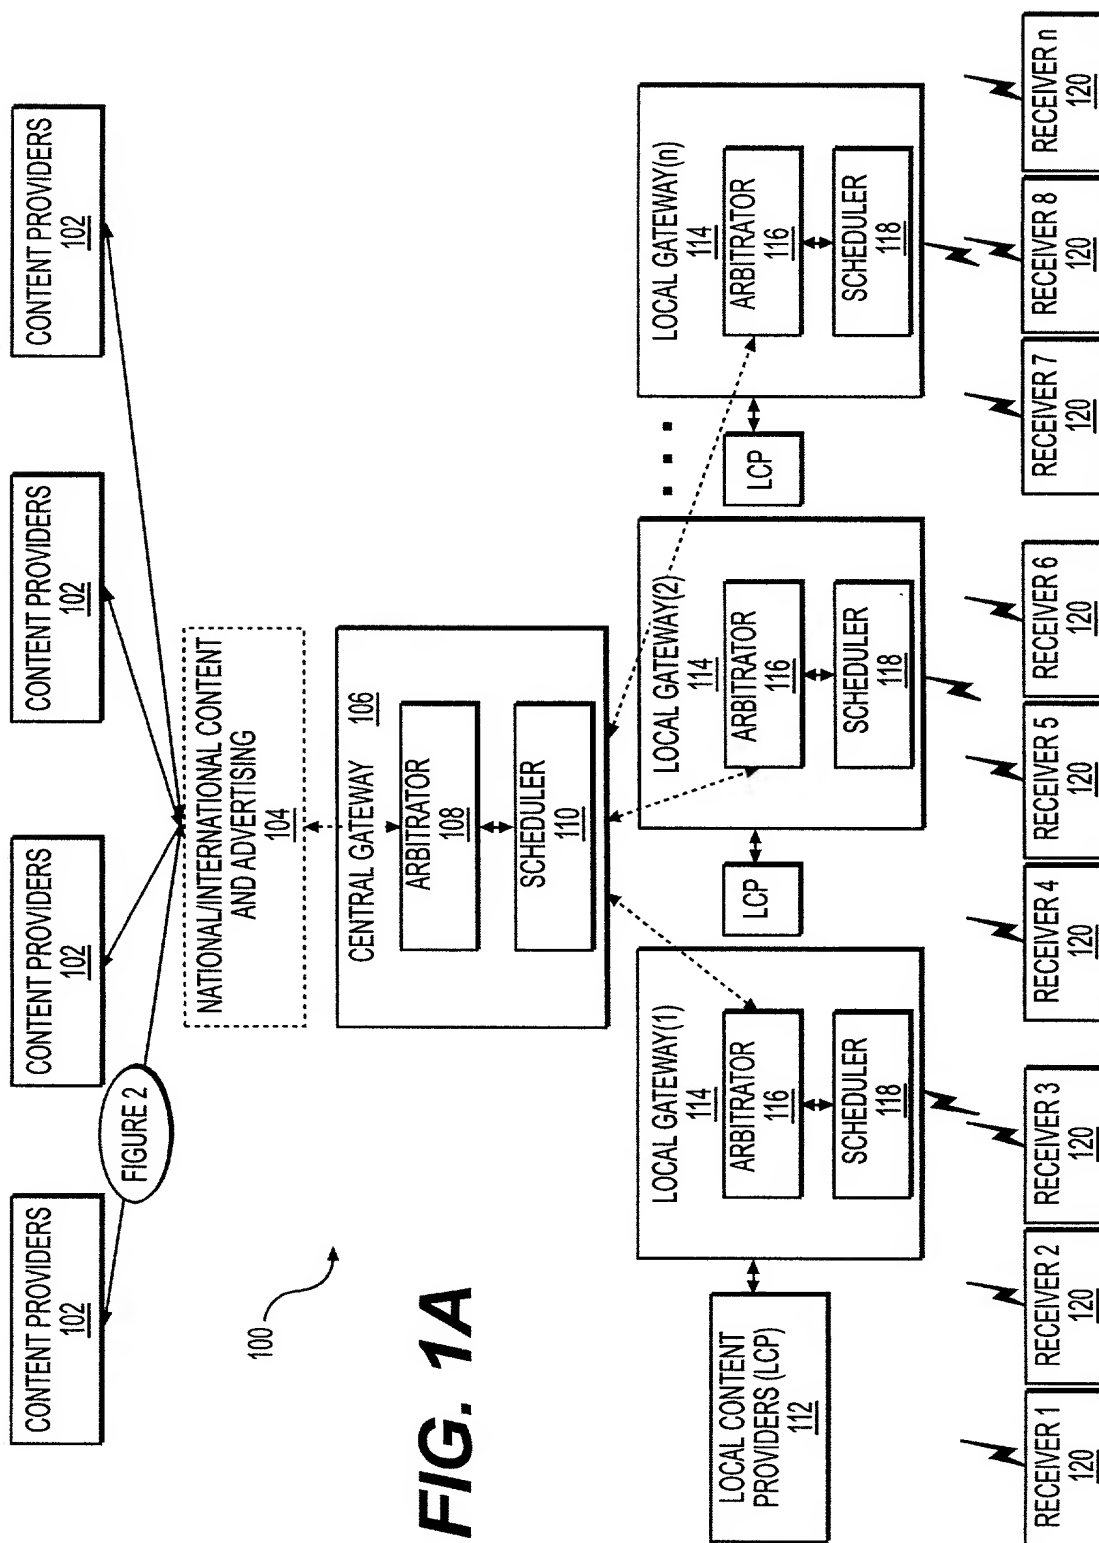 CONTENT PROVIDERS
102
CONTENT PROVIDERS
102
CONTENT PROVIDERS
102
CONTENT PROVIDERS
102
FIGURE 2
NATIONAL/INTERNATIONAL CONTENT
AND ADVERTISING
104
100
CENTRAL GATEWAY 106
ARBITRATOR
108
SCHEDULER
110
FIG. 1A
LOCAL CONTENT
PROVIDERS (LCP)
112
LOCAL GATEWAY(1)
114
ARBITRATOR
116
SCHEDULER
118
LCP
LOCAL GATEWAY(2)
114
ARBITRATOR
116
SCHEDULER
118
LCP
LOCAL GATEWAY(n)
114
ARBITRATOR
116
SCHEDULER
118
RECEIVER 1
120
RECEIVER 2
120
RECEIVER 3
120
RECEIVER 4
120
RECEIVER 5
120
RECEIVER 6
120
RECEIVER 7
120
RECEIVER 8
120
RECEIVER n
120